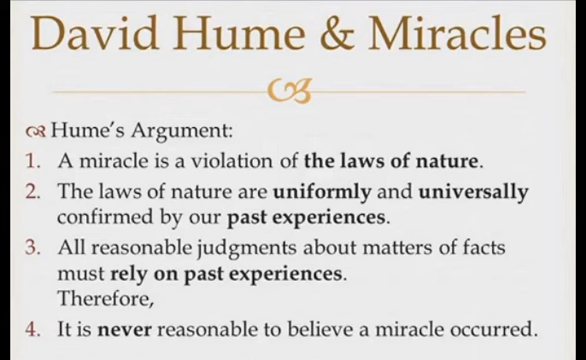 David Hume & Miracles
Hume's Argument:
1. A miracle is a violation of the laws of nature.
2. The laws of nature are uniformly and universally
confirmed by our past experiences.
3. All reasonable judgments about matters of facts
must rely on past experiences.
Therefore,
4. It is never reasonable to believe a miracle occurred.